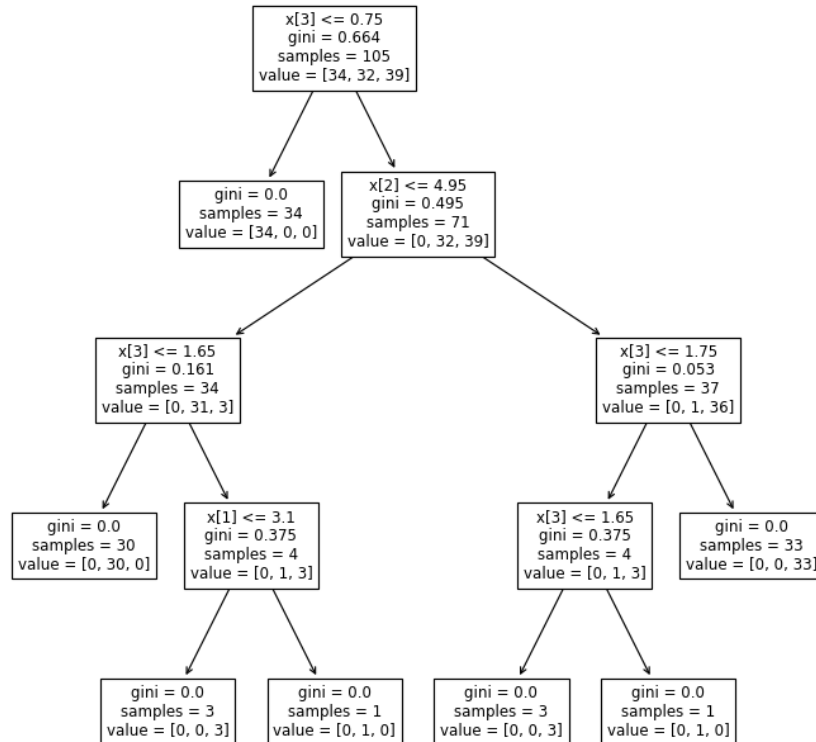 x[3] <= 0.75
gini = 0.664
samples = 105
value = [34, 32, 39]
gini = 0.0
samples = 34
value = [34, 0, 0]
x[2] <= 4.95
gini = 0.495
samples = 71
value = [0, 32, 39]
x[3] <= 1.65
gini = 0.161
samples = 34
value = [0, 31, 3]
x[3] <= 1.75
gini = 0.053
samples = 37
value = [0, 1, 36]
gini = 0.0
samples = 30
value = [0, 30, 0]
x[1] <= 3.1
gini = 0.375
samples = 4
value = [0, 1, 3]
x[3] <= 1.65
gini = 0.375
samples = 4
value = [0, 1, 3]
gini = 0.0
samples = 33
value = [0, 0, 33]
gini = 0.0
samples = 3
value = [0, 0, 3]
gini = 0.0
samples = 1
value = [0, 1, 0]
gini = 0.0
samples = 3
value = [0, 0, 3]
gini = 0.0
samples = 1
value = [0, 1, 0]